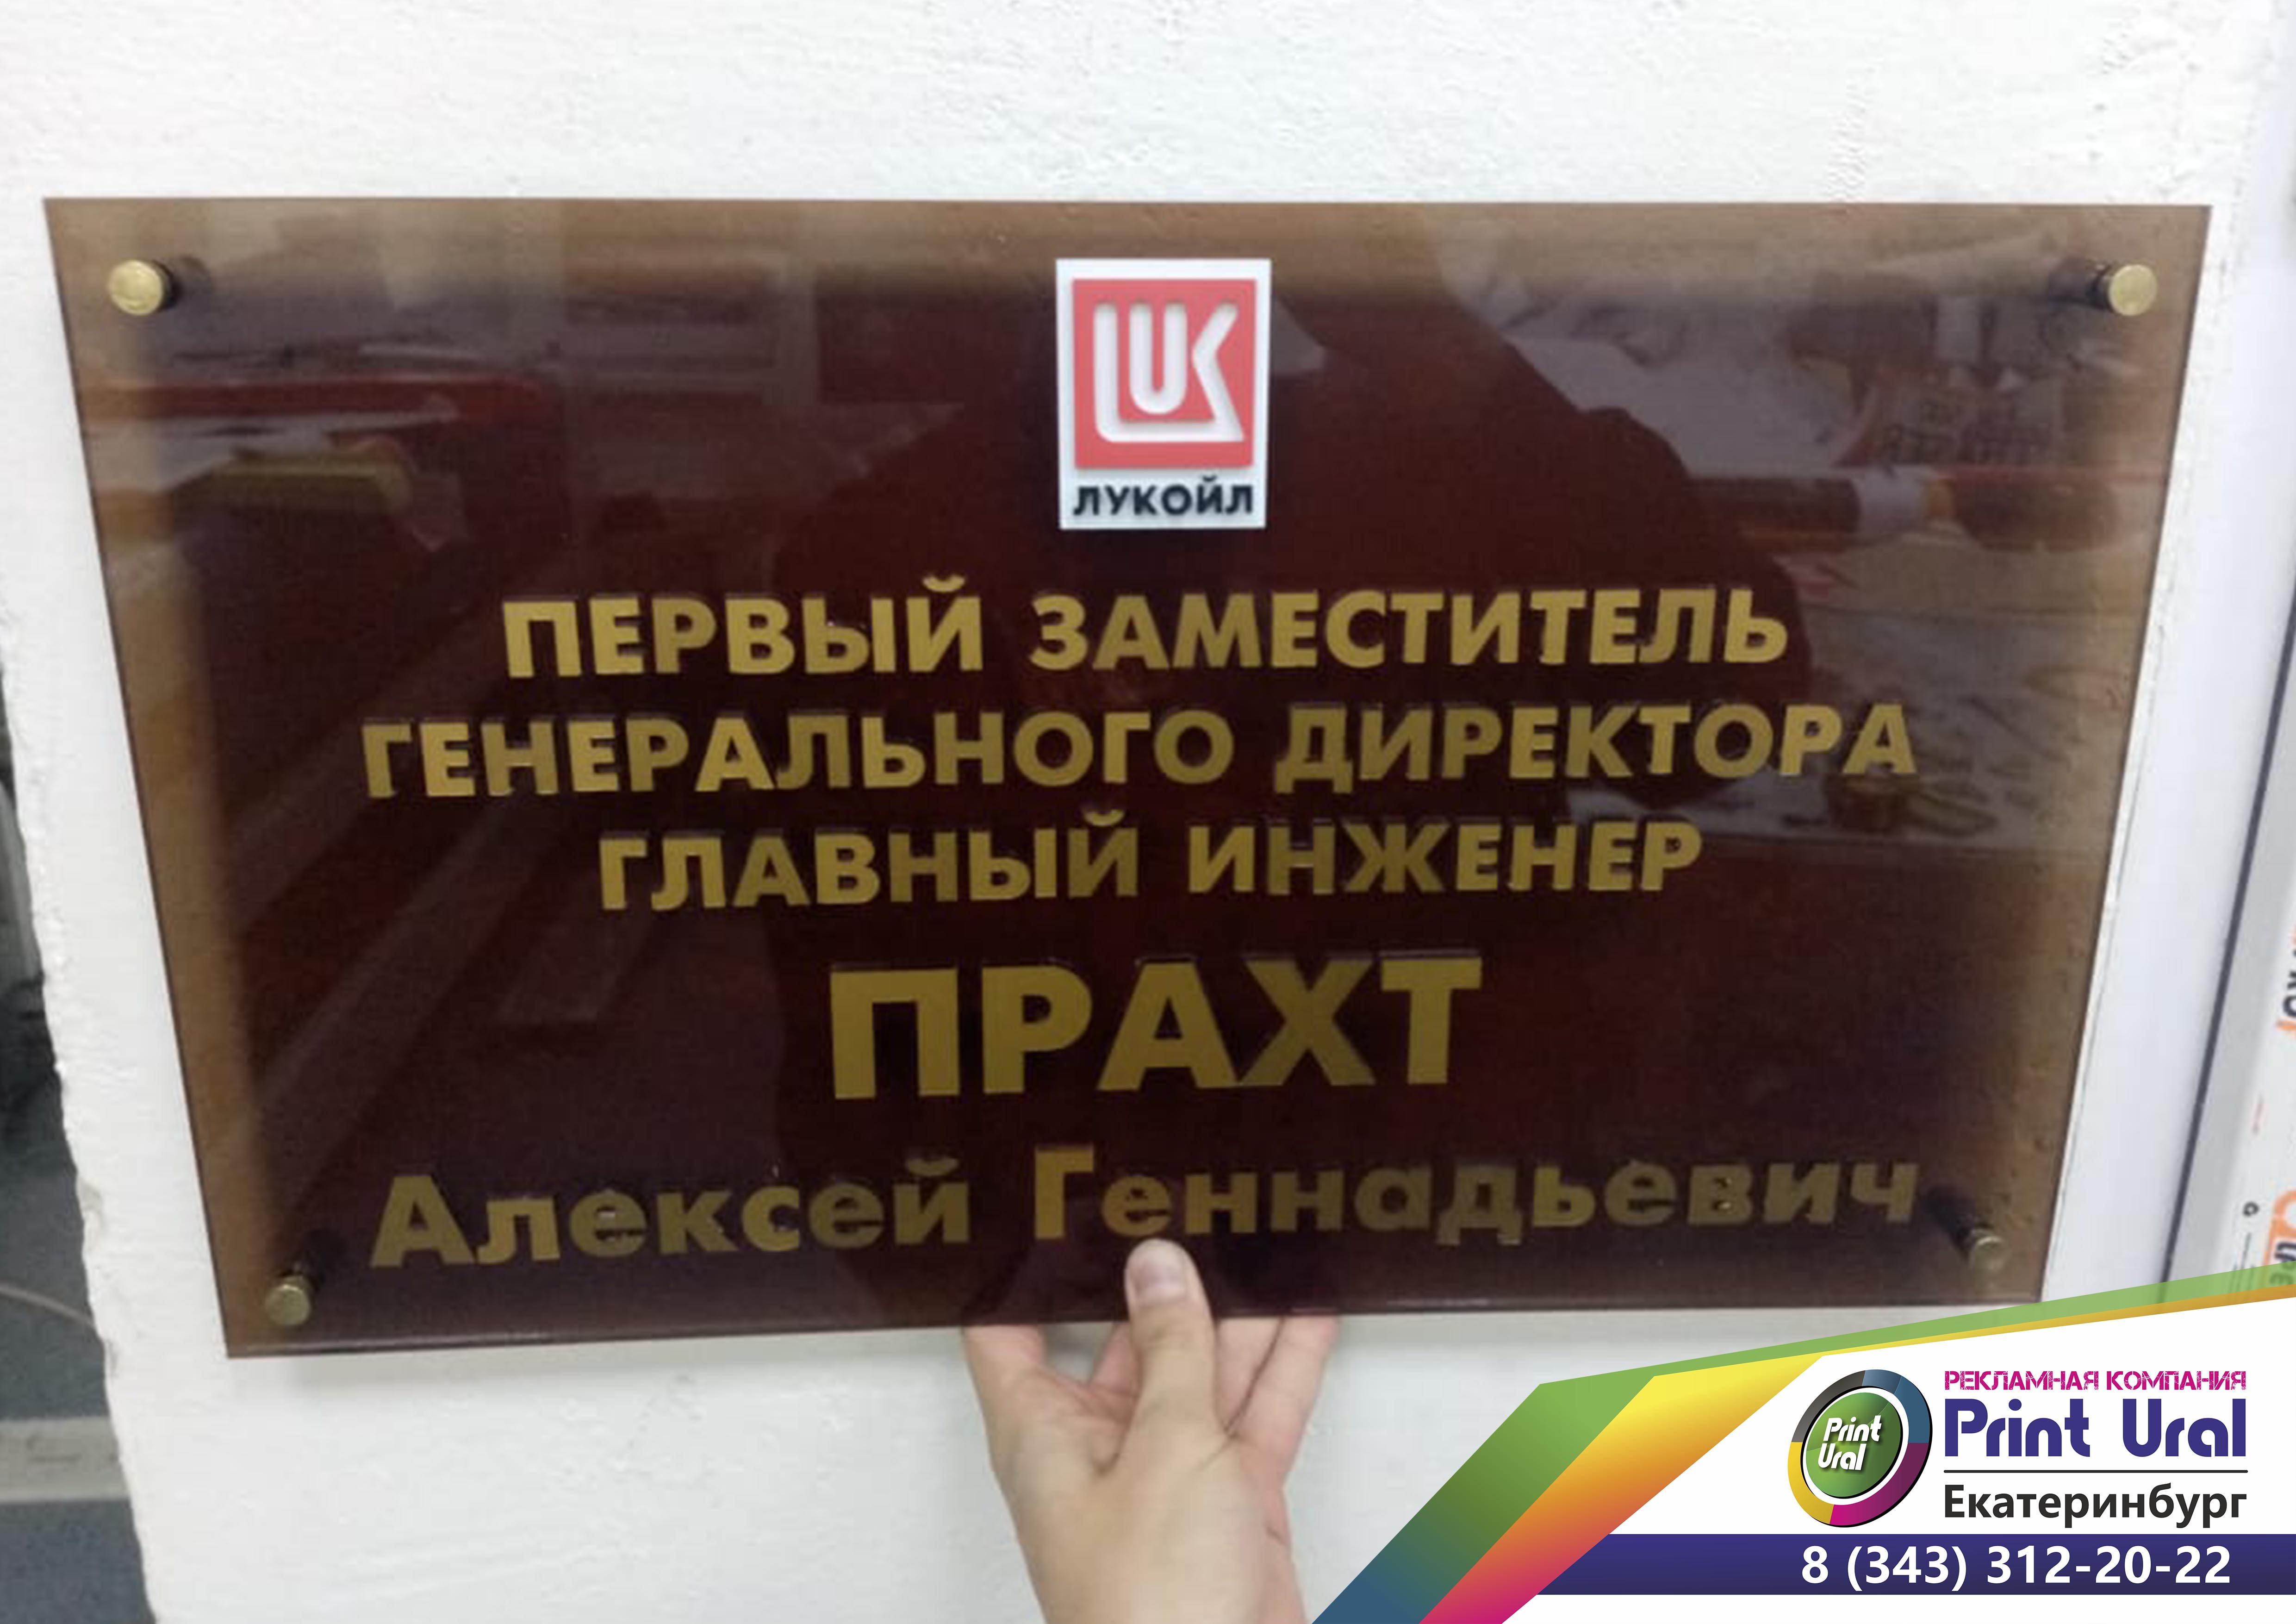 ЛУКОЙЛ
ПЕРВЫЙ ЗАМЕСТИТЕЛЬ
ГЕНЕРАЛЬНОГО ДИРЕКТОРА
ГЛАВНЫЙ ИНЖЕНЕР
ПРАХТ
Алексей Геннадьевич
РЕКЛАМНАЯ КОМПАНИЯ
Print Ural
Print Ural
Екатеринбург
8 (343) 312-20-22